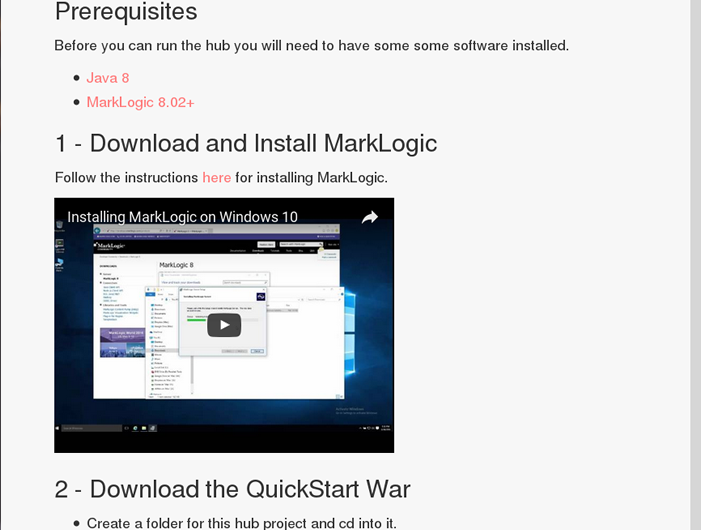 Prerequisites
Before you can run the hub you will need to have some some software installed.
Java 8
MarkLogic 8.02+
1 - Download and Install MarkLogic
Follow the instructions here for installing MarkLogic.
Installing MarkLogic on Windows 10
MarkLogic
MarkLogic 8
2 - Download the QuickStart War
Create a folder for this hub project and cd into it.